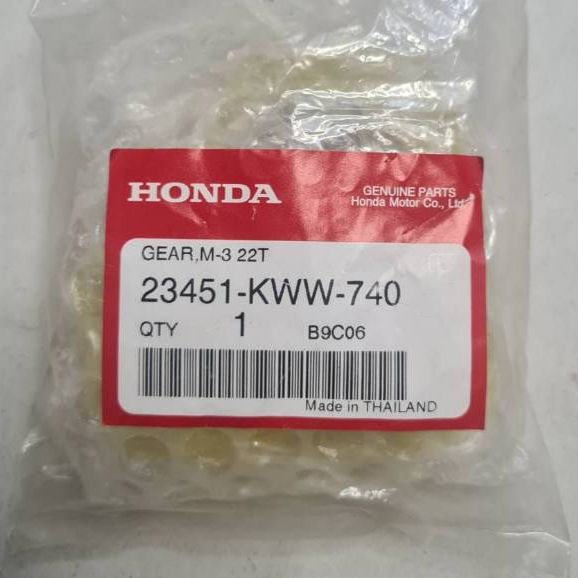 HONDA
GENUINE PARTS
Honda Motor Co., Ltd.
GEAR,M-3 22T
23451-KWW-740
QTY 1 B9C06
Made in THAILAND